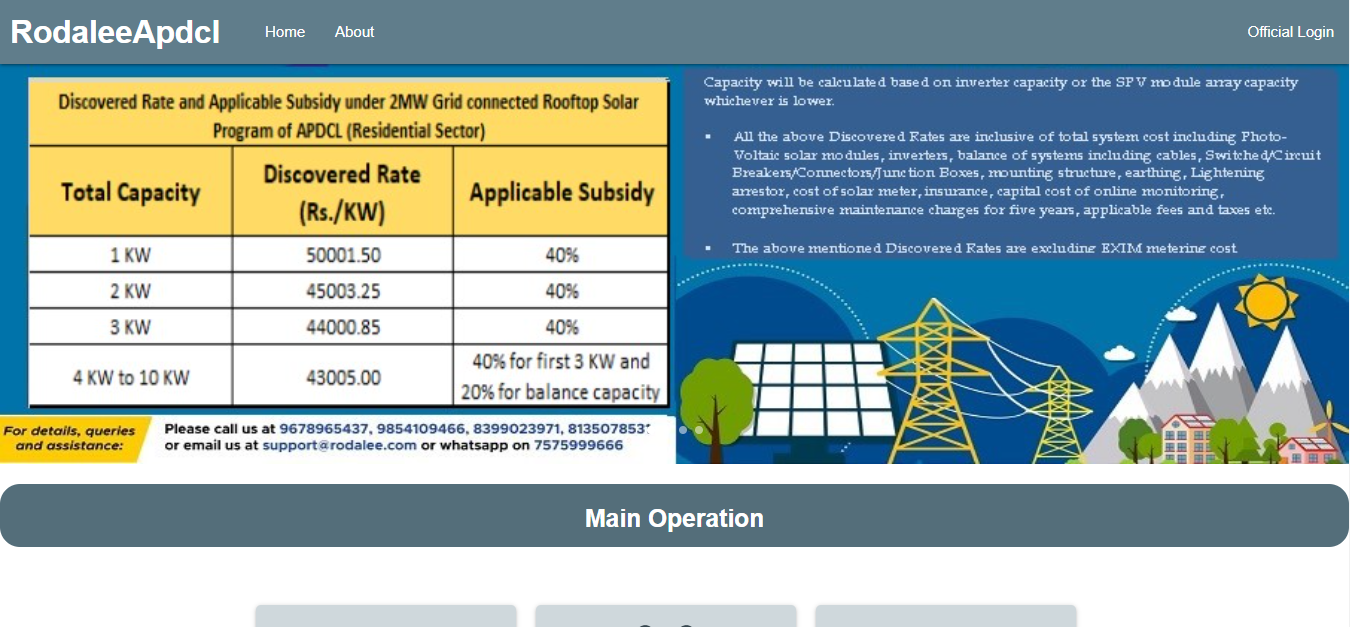 RodaleeApdcl Home About Official Login
Discovered Rate and Applicable Subsidy under 2MW Grid connected Rooftop Solar
Program of APDCL (Residential Sector)
Total Capacity
Discovered Rate
(Rs./KW)
Applicable Subsidy
1 KW 50001.50 40%
2 KW 45003.25 40%
3 KW 44000.85 40%
4 KW to 10 KW 43005.00
40% for first 3 KW and
20% for balance capacity
For details, queries
and assistance:
Please call us at 9678965437, 9854109466, 8399023971,
or email us at support@rodalee.com or whatsapp on 7575999666
Capacity will be calculated based on inverter capacity or the SPV module array capacity
whichever is lower.
▪ All the above Discovered Rates are inclusive of total system cost including Photo-
Voltaic solar modules, inverters, balance of systems including cables, Switched/Circuit
Breakers/Connectors/Junction Boxes, mounting structure, earthing, Lightening
arrestor, cost of solar meter, insurance, capital cost of online monitoring,
comprehensive maintenance charges for five years, applicable fees and taxes etc.
▪ The above mentioned Discovered Rates are excluding EXIM metering cost
Main Operation